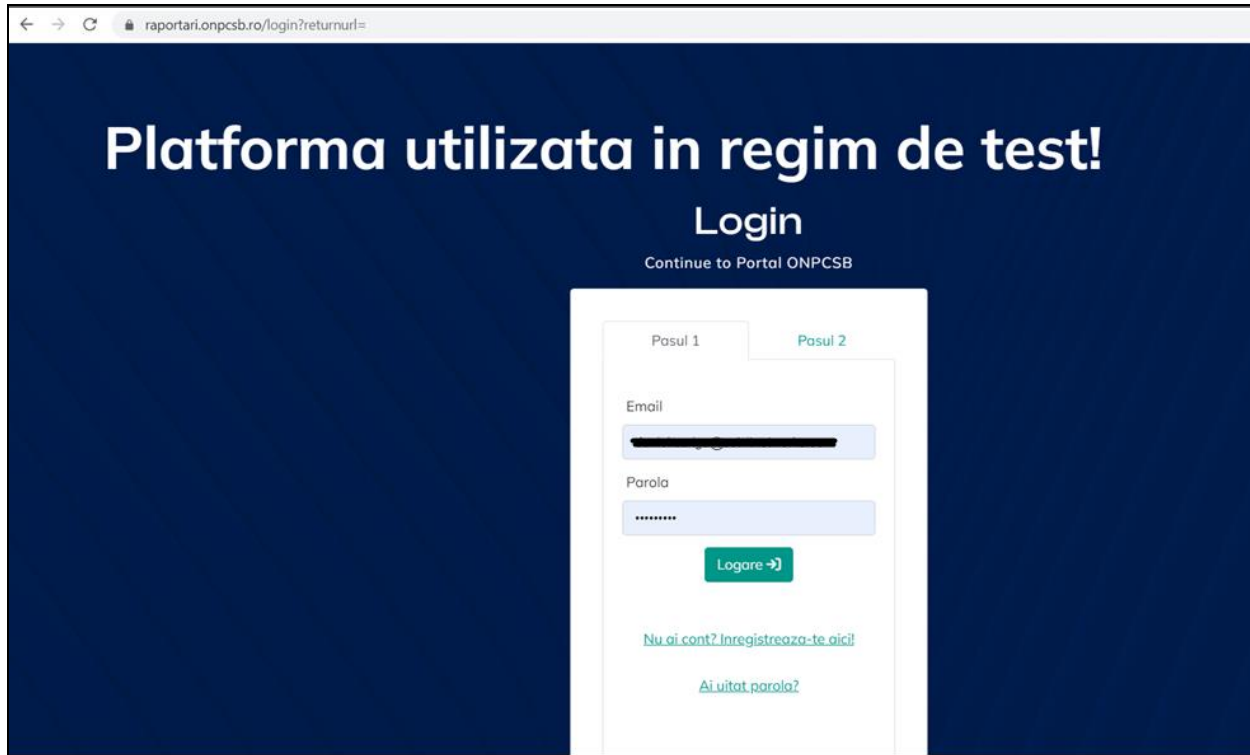 raportari.onpcsb.ro/login?returnurl=
Platforma utilizata in regim de test!
Login
Continue to Portal ONPCSB
Pasul 1 Pasul 2
Email
Parola
•••••••••
Logare
Nu ai cont? Inregistreaza-te aici!
Ai uitat parola?